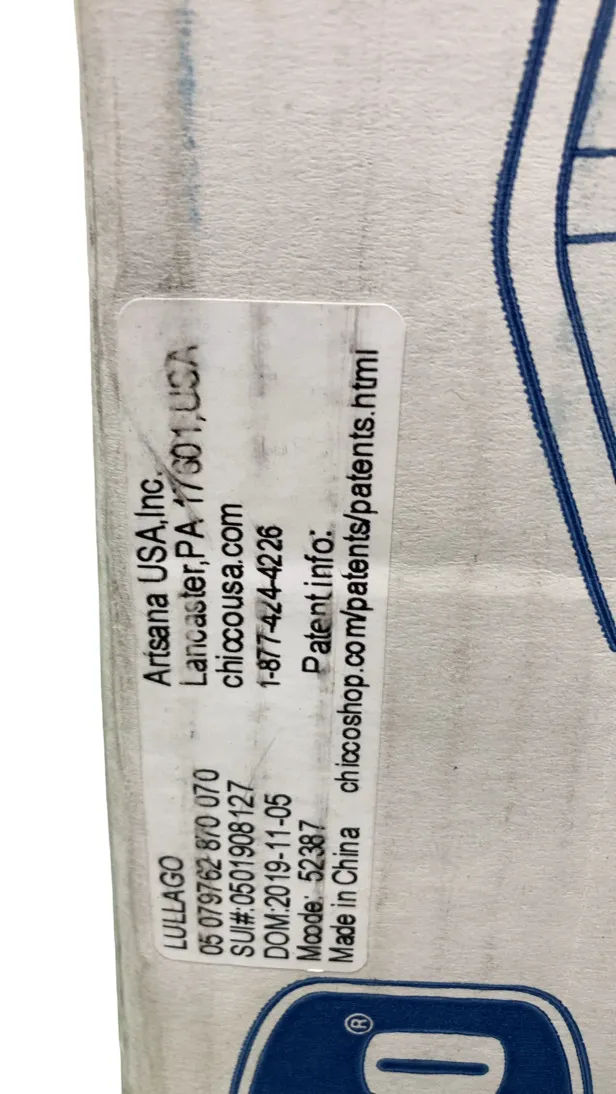 LULLAGO
05 079762 870 070
SUI#:0501908127
DOM:2019-11-05
Mcode: 52387
Made in China
Artsana USA,Inc.
Lancaster,PA 17601,USA
chiccousa.com
1-877-424-4226
Patent info:
chiccoshop.com/patents/patents.html
®